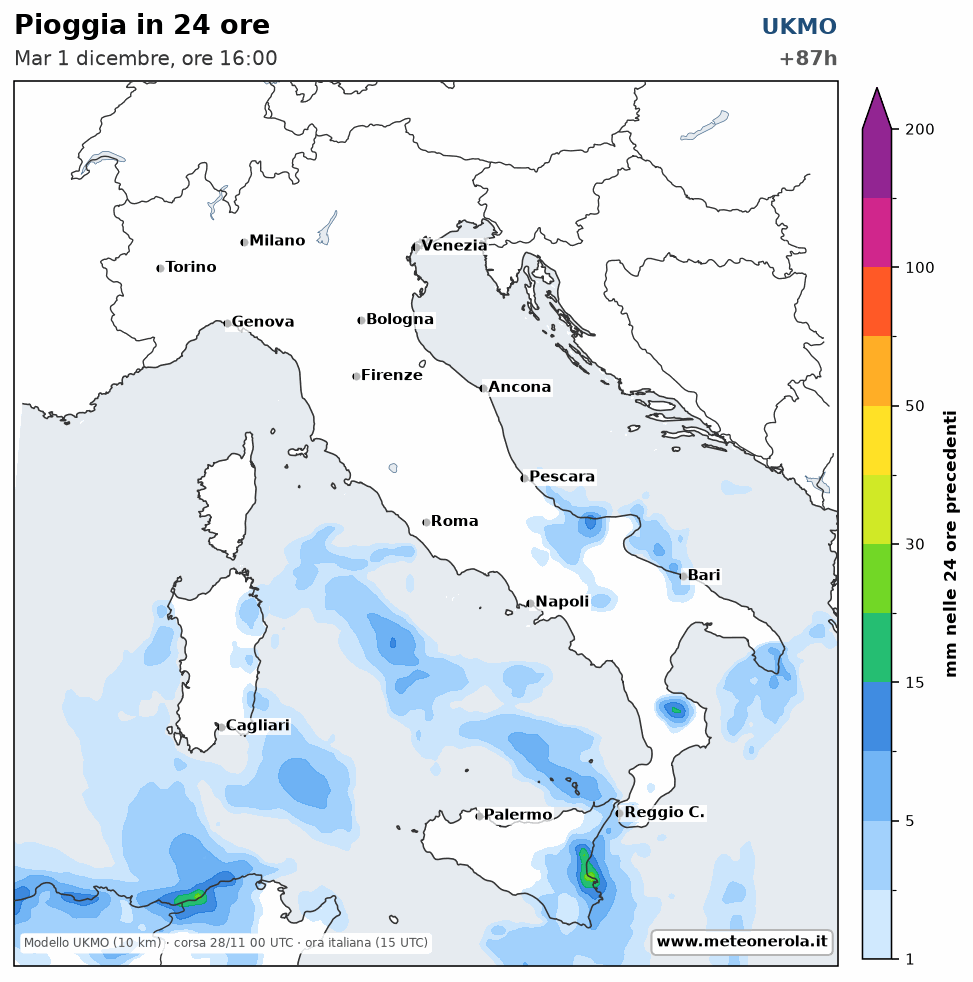 Pioggia in 24 ore
UKMO
Mar 1 dicembre, ore 16:00
+87h
200
100
50
30
15
5
1
mm nelle 24 ore precedenti
Milano
Venezia
Torino
Genova
Bologna
Firenze
Ancona
Pescara
Roma
Bari
Napoli
Cagliari
Palermo
Reggio C.
Modello UKMO (10 km) · corsa 28/11 00 UTC · ora italiana (15 UTC)
www.meteonerola.it